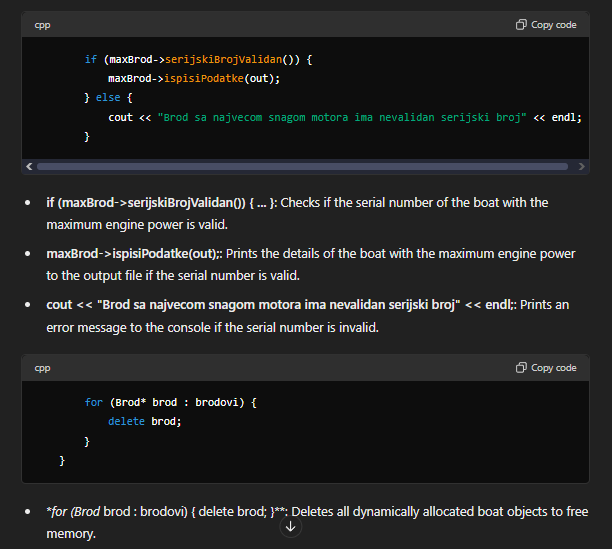 cpp
Copy code
if (maxBrod->serijskiBrojValidan()) {
maxBrod->ispisiPodatke(out);
} else {
cout << "Brod sa najvecom snagom motora ima nevalidan serijski broj" << endl;
}
if (maxBrod->serijskiBrojValidan()) { ... }: Checks if the serial number of the boat with the
maximum engine power is valid.
maxBrod->ispisiPodatke(out);: Prints the details of the boat with the maximum engine power
to the output file if the serial number is valid.
cout << "Brod sa najvecom snagom motora ima nevalidan serijski broj" << endl;: Prints an
error message to the console if the serial number is invalid.
cpp
Copy code
for (Brod* brod : brodovi) {
delete brod;
}
}
*for (Brod brod : brodovi) { delete brod; }**: Deletes all dynamically allocated boat objects to free
memory.